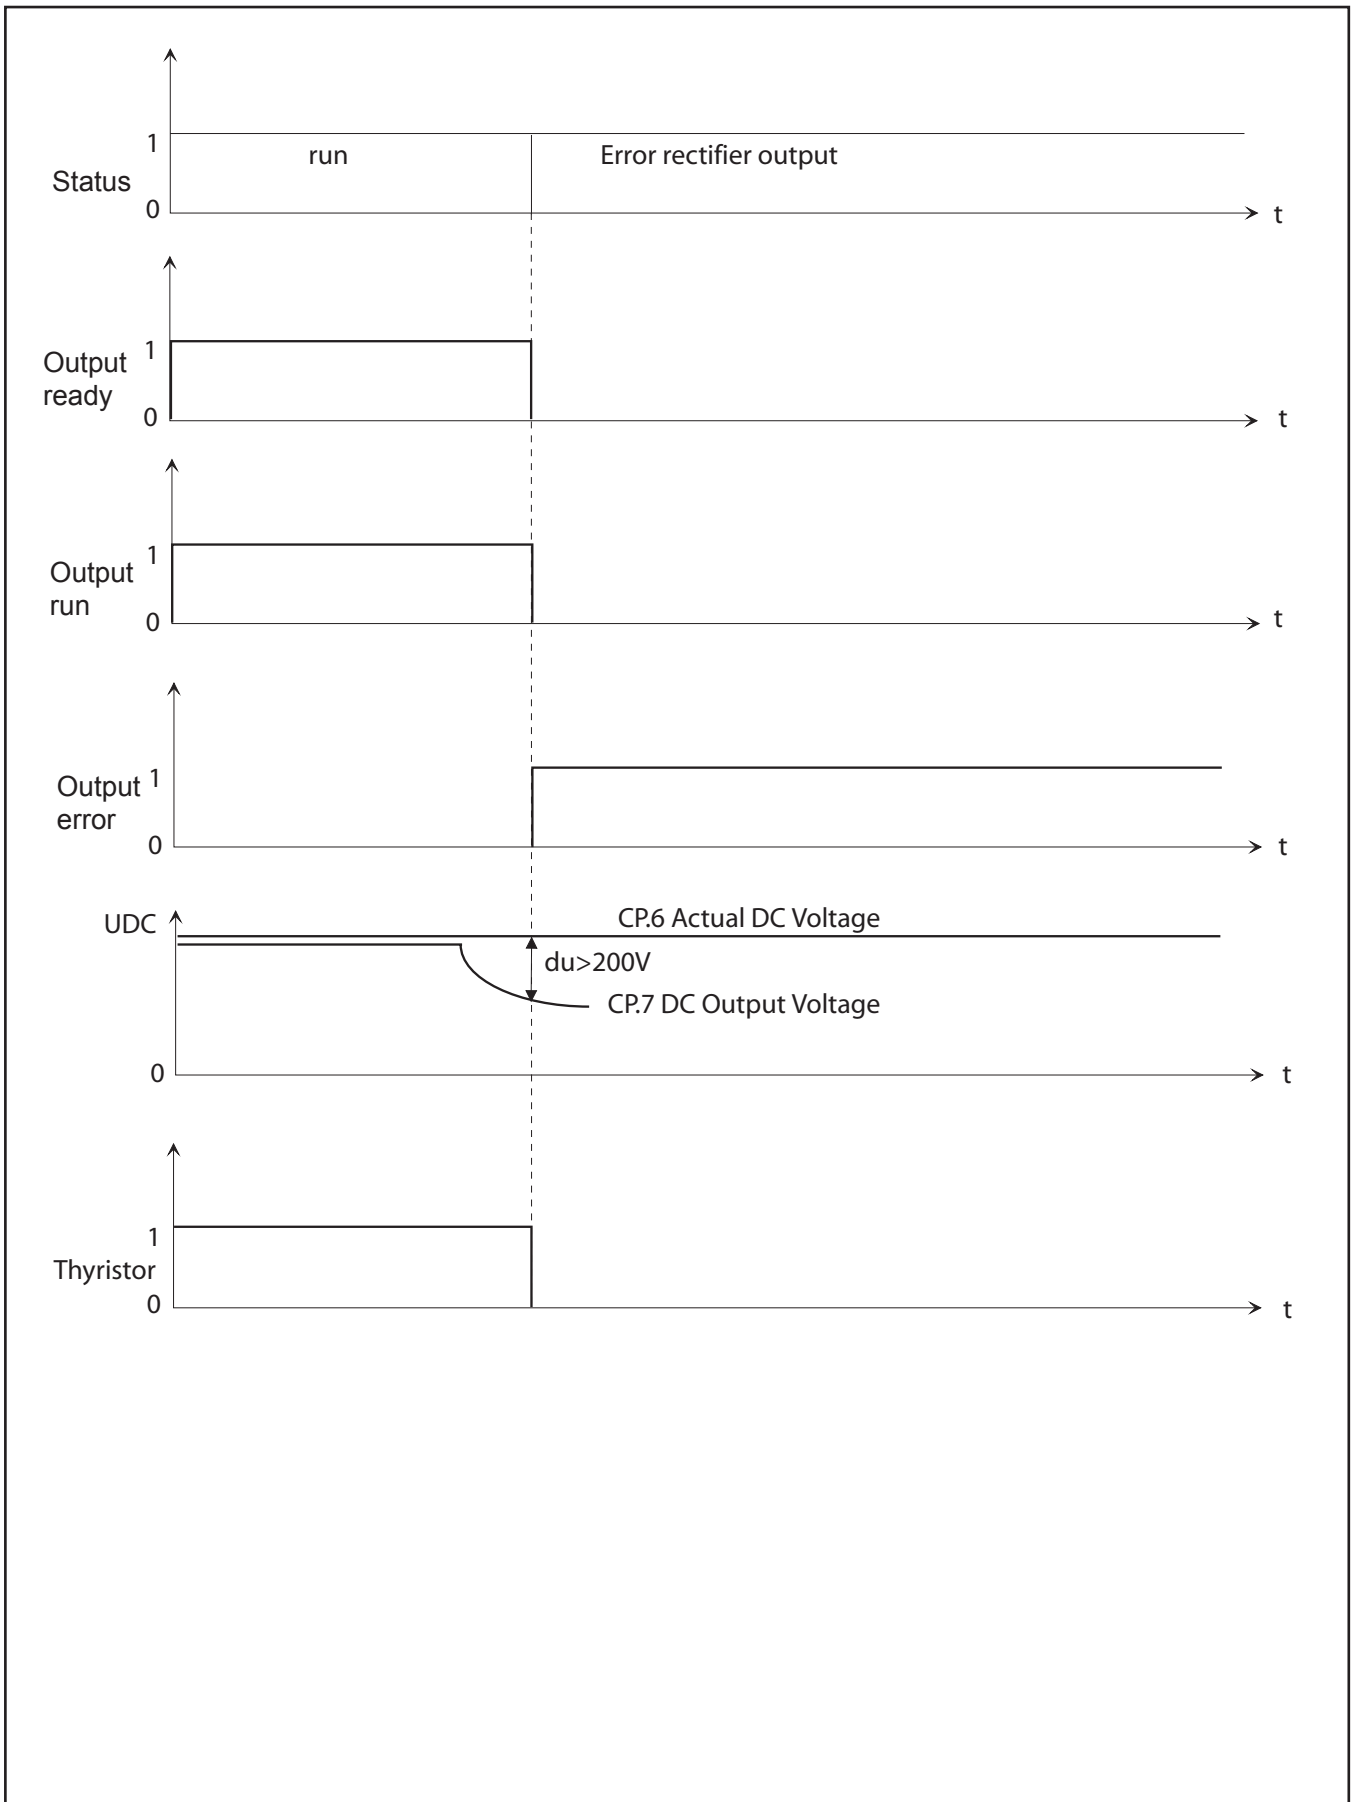 1
run
Error rectifier output
Status
0
t
1
Output
ready
0
t
1
Output
run
0
t
1
Output
error
0
t
UDC
CP.6 Actual DC Voltage
du>200V
CP.7 DC Output Voltage
0
t
1
Thyristor
0
t